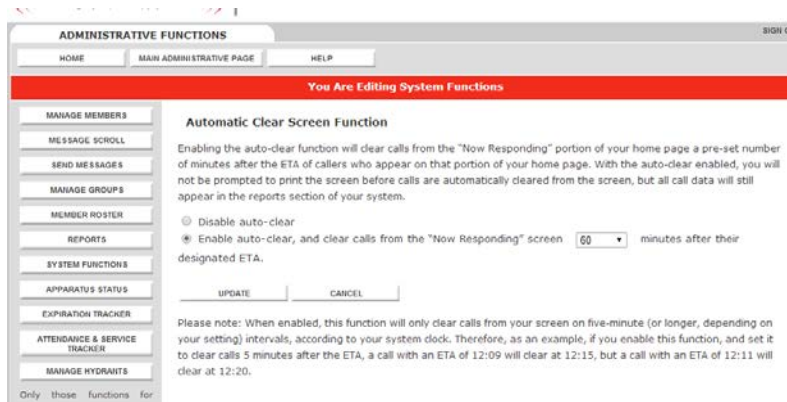 ADMINISTRATIVE FUNCTIONS
SIGN
HOME
MAIN ADMINISTRATIVE PAGE
HELP
You Are Editing System Functions
MANAGE MEMBERS
MESSAGE SCROLL
SEND MESSAGES
MANAGE GROUPS
MEMBER ROSTER
REPORTS
SYSTEM FUNCTIONS
APPARATUS STATUS
EXPIRATION TRACKER
ATTENDANCE & SERVICE
TRACKER
MANAGE HYDRANTS
Only those functions for
Automatic Clear Screen Function
Enabling the auto-clear function will clear calls from the "Now Responding" portion of your home page a pre-set number
of minutes after the ETA of callers who appear on that portion of your home page. With the auto-clear enabled, you will
not be prompted to print the screen before calls are automatically cleared from the screen, but all call data will still
appear in the reports section of your system.
Disable auto-clear
Enable auto-clear, and clear calls from the "Now Responding" screen 60 minutes after their
designated ETA.
UPDATE
CANCEL
Please note: When enabled, this function will only clear calls from your screen on five-minute (or longer, depending on
your setting) intervals, according to your system clock. Therefore, as an example, if you enable this function, and set it
to clear calls 5 minutes after the ETA, a call with an ETA of 12:09 will clear at 12:15, but a call with an ETA of 12:11 will
clear at 12:20.